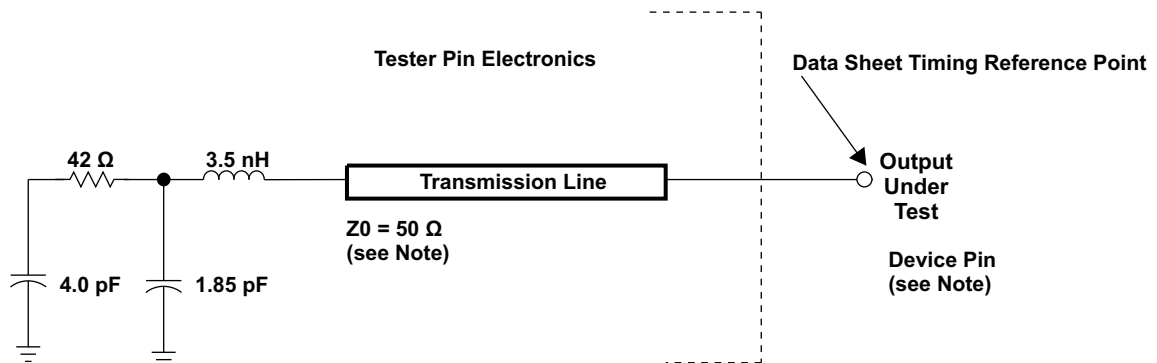 Tester Pin Electronics
Data Sheet Timing Reference Point
42 Ω
3.5 nH
Transmission Line
Output
Under
Test
Z0 = 50 Ω
(see Note)
Device Pin
(see Note)
4.0 pF
1.85 pF